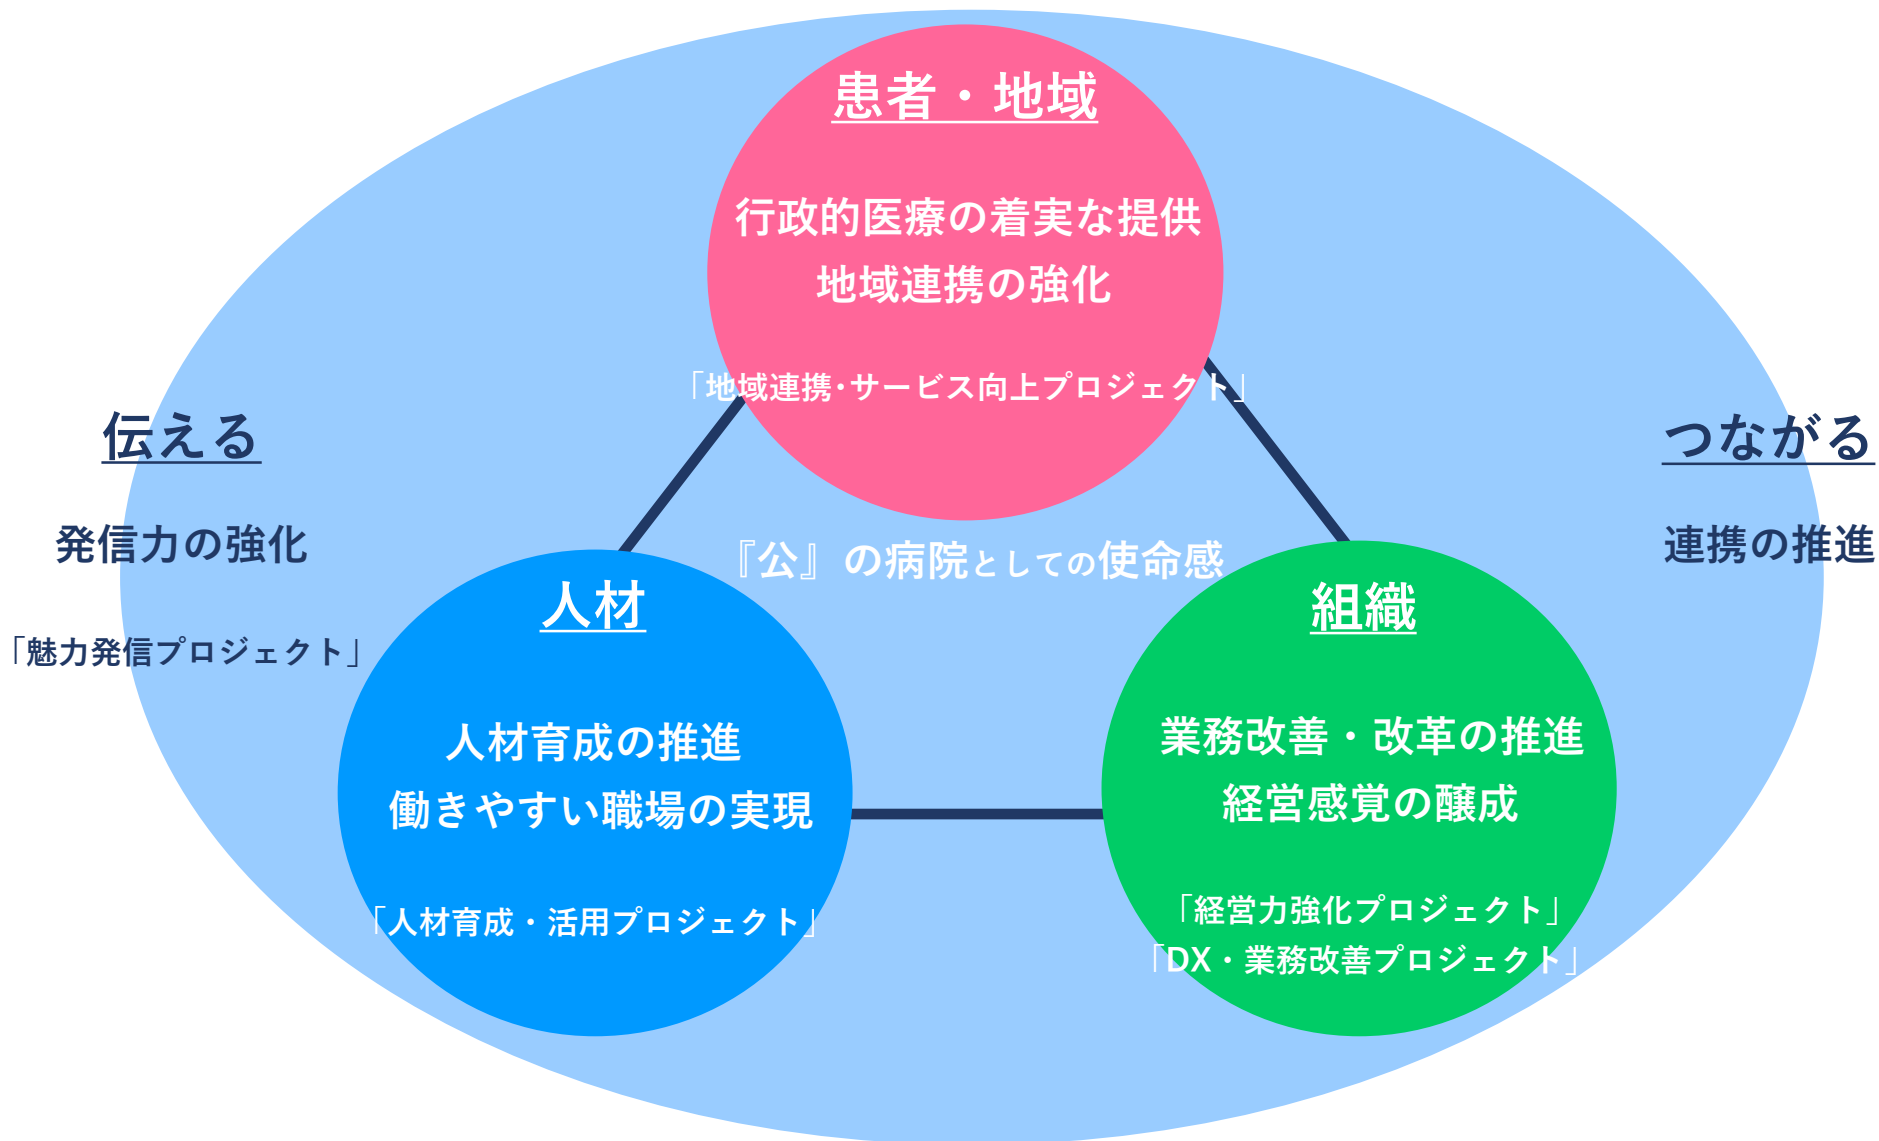 患者・地域
行政的医療の着実な提供
地域連携の強化
「地域連携･サービス向上プロジェクト」
伝える
発信力の強化
「魅力発信プロジェクト」
つながる
連携の推進
『公』の病院としての使命感
人材
人材育成の推進
働きやすい職場の実現
「人材育成・活用プロジェクト」
組織
業務改善・改革の推進
経営感覚の醸成
「経営力強化プロジェクト」
「DX・業務改善プロジェクト」